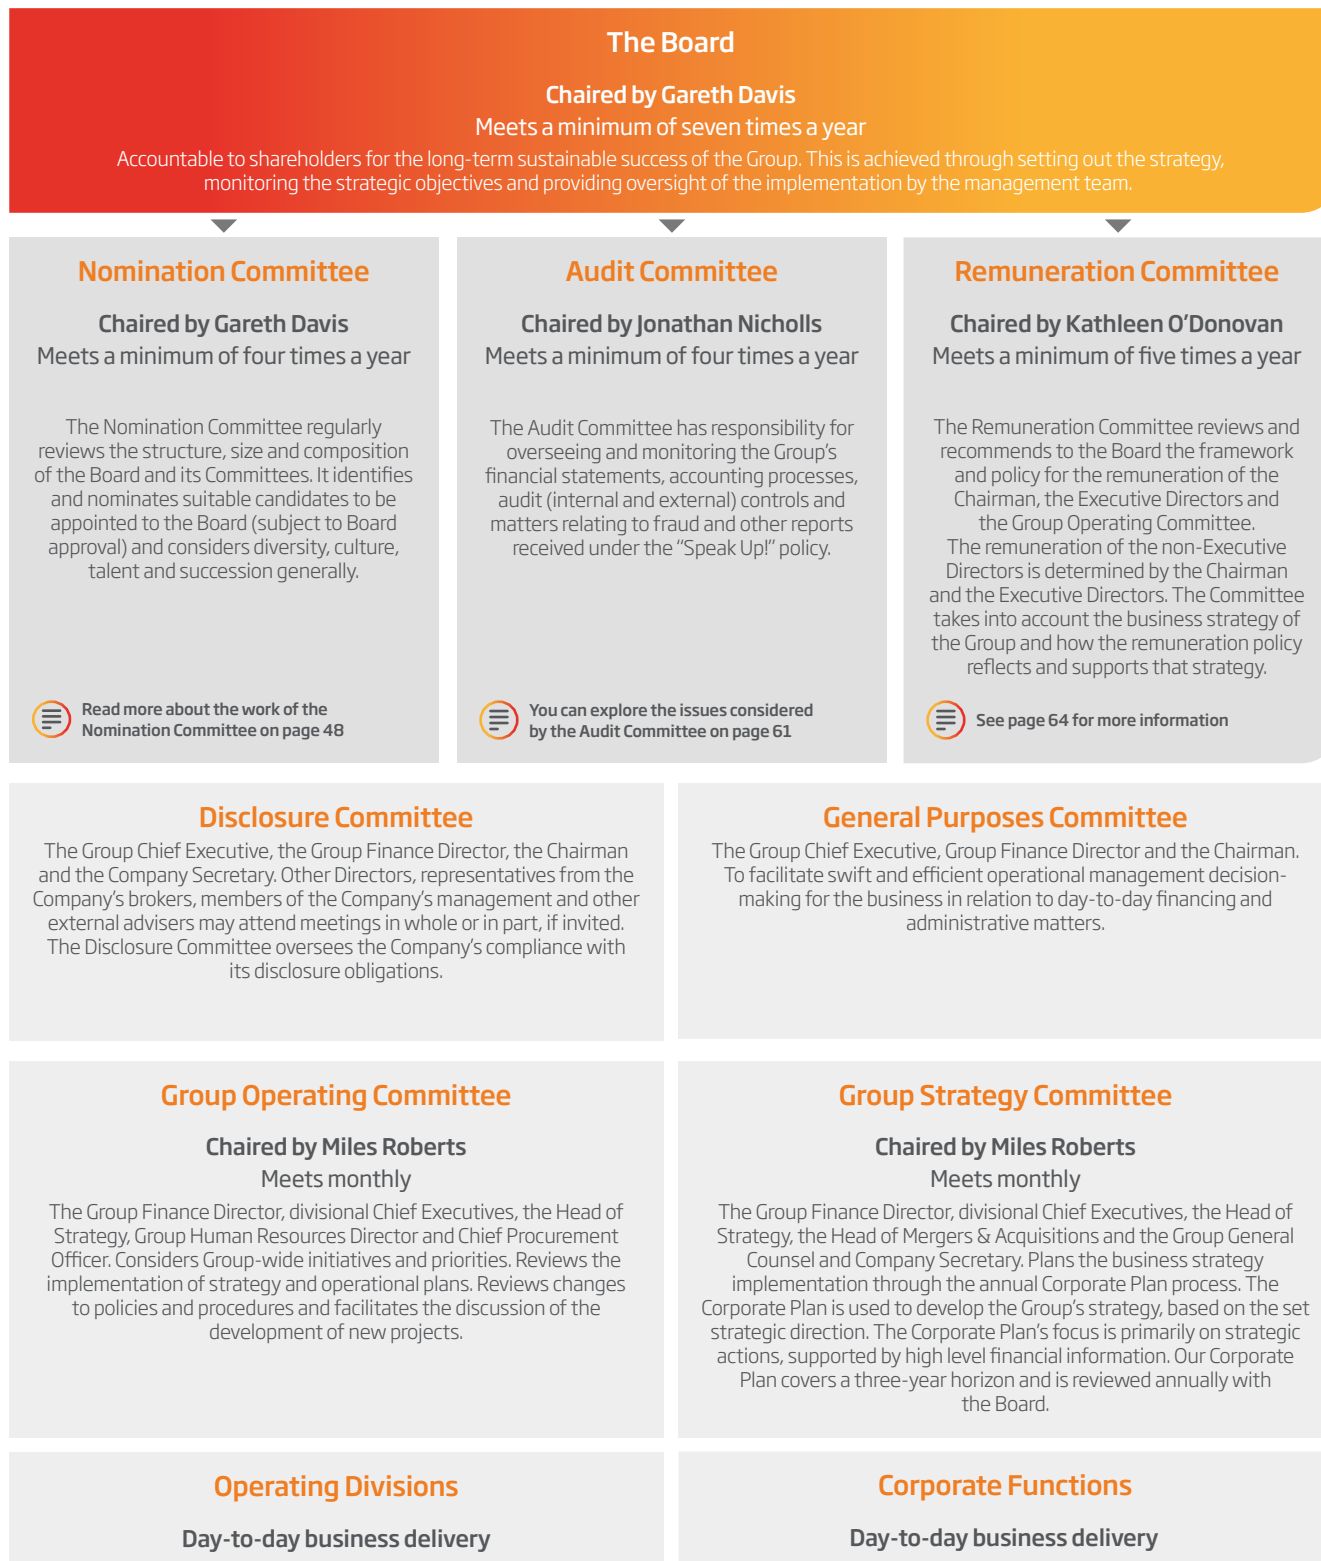 The Board
Chaired by Gareth Davis
Meets a minimum of seven times a year
Accountable to shareholders for the long-term sustainable success of the Group. This is achieved through setting out the strategy,
monitoring the strategic objectives and providing oversight of the implementation by the management team.
Nomination Committee
Chaired by Gareth Davis
Meets a minimum of four times a year
The Nomination Committee regularly
reviews the structure, size and composition
of the Board and its Committees. It identifies
and nominates suitable candidates to be
appointed to the Board (subject to Board
approval) and considers diversity, culture,
talent and succession generally.
Read more about the work of the
Nomination Committee on page 48
Audit Committee
Chaired by Jonathan Nicholls
Meets a minimum of four times a year
The Audit Committee has responsibility for
overseeing and monitoring the Group's
financial statements, accounting processes,
audit (internal and external) controls and
matters relating to fraud and other reports
received under the “Speak Up!” policy.
You can explore the issues considered
by the Audit Committee on page 61
Remuneration Committee
Chaired by Kathleen O'Donovan
Meets a minimum of five times a year
The Remuneration Committee reviews and
recommends to the Board the framework
and policy for the remuneration of the
Chairman, the Executive Directors and
the Group Operating Committee.
The remuneration of the non-Executive
Directors is determined by the Chairman
and the Executive Directors. The Committee
takes into account the business strategy of
the Group and how the remuneration policy
reflects and supports that strategy.
See page 64 for more information
Disclosure Committee
The Group Chief Executive, the Group Finance Director, the Chairman
and the Company Secretary. Other Directors, representatives from the
Company's brokers, members of the Company's management and other
external advisers may attend meetings in whole or in part, if invited.
The Disclosure Committee oversees the Company's compliance with
its disclosure obligations.
General Purposes Committee
The Group Chief Executive, Group Finance Director and the Chairman.
To facilitate swift and efficient operational management decision-
making for the business in relation to day-to-day financing and
administrative matters.
Group Operating Committee
Chaired by Miles Roberts
Meets monthly
The Group Finance Director, divisional Chief Executives, the Head of
Strategy, Group Human Resources Director and Chief Procurement
Officer. Considers Group-wide initiatives and priorities. Reviews the
implementation of strategy and operational plans. Reviews changes
to policies and procedures and facilitates the discussion of the
development of new projects.
Group Strategy Committee
Chaired by Miles Roberts
Meets monthly
The Group Finance Director, divisional Chief Executives, the Head of
Strategy, the Head of Mergers & Acquisitions and the Group General
Counsel and Company Secretary. Plans the business strategy
implementation through the annual Corporate Plan process. The
Corporate Plan is used to develop the Group's strategy, based on the set
strategic direction. The Corporate Plan's focus is primarily on strategic
actions, supported by high level financial information. Our Corporate
Plan covers a three-year horizon and is reviewed annually with
the Board.
Operating Divisions
Day-to-day business delivery
Corporate Functions
Day-to-day business delivery